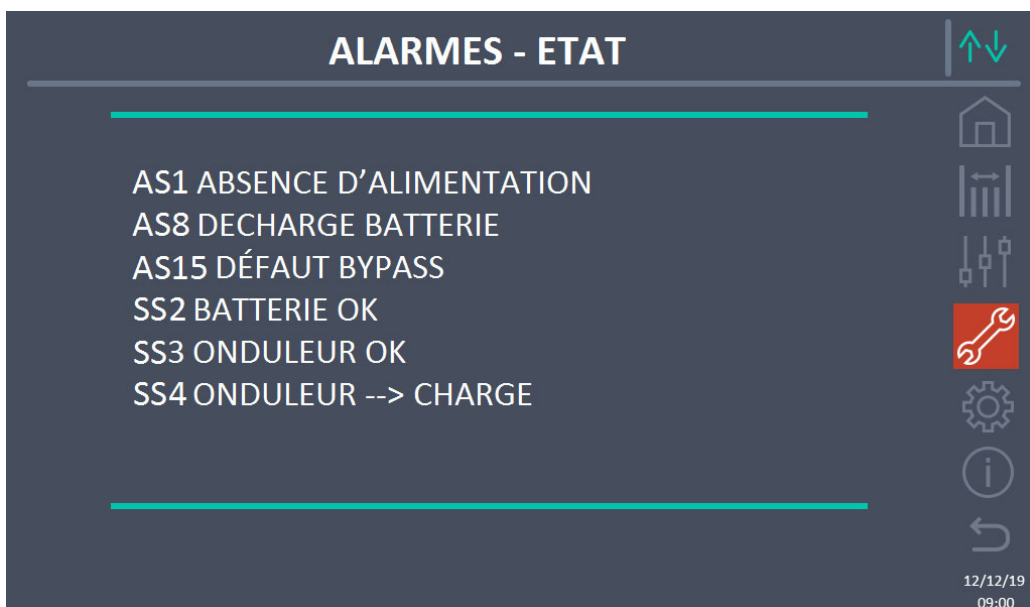 ALARMES - ETAT
AS1 ABSENCE D’ALIMENTATION
AS8 DECHARGE BATTERIE
AS15 DÉFAUT BYPASS
SS2 BATTERIE OK
SS3 ONDULEUR OK
SS4 ONDULEUR --> CHARGE
12/12/19
09:00